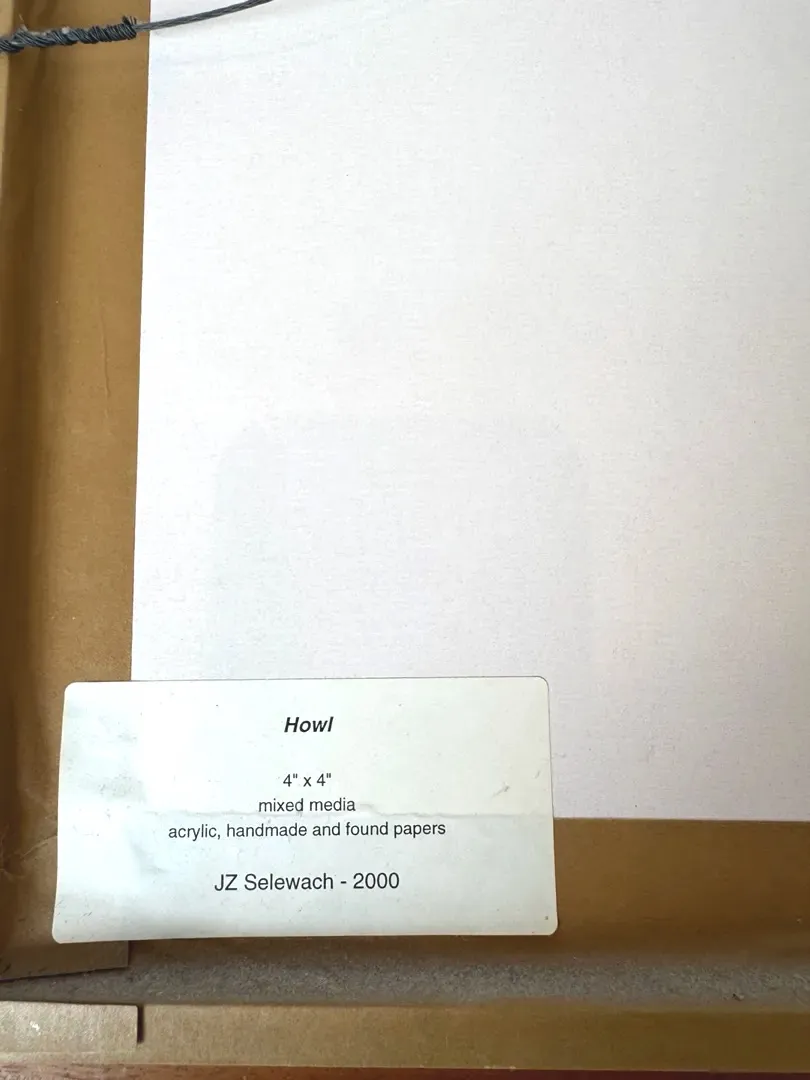 Howl
4" x 4"
mixed media
acrylic, handmade and found papers
JZ Selewach - 2000